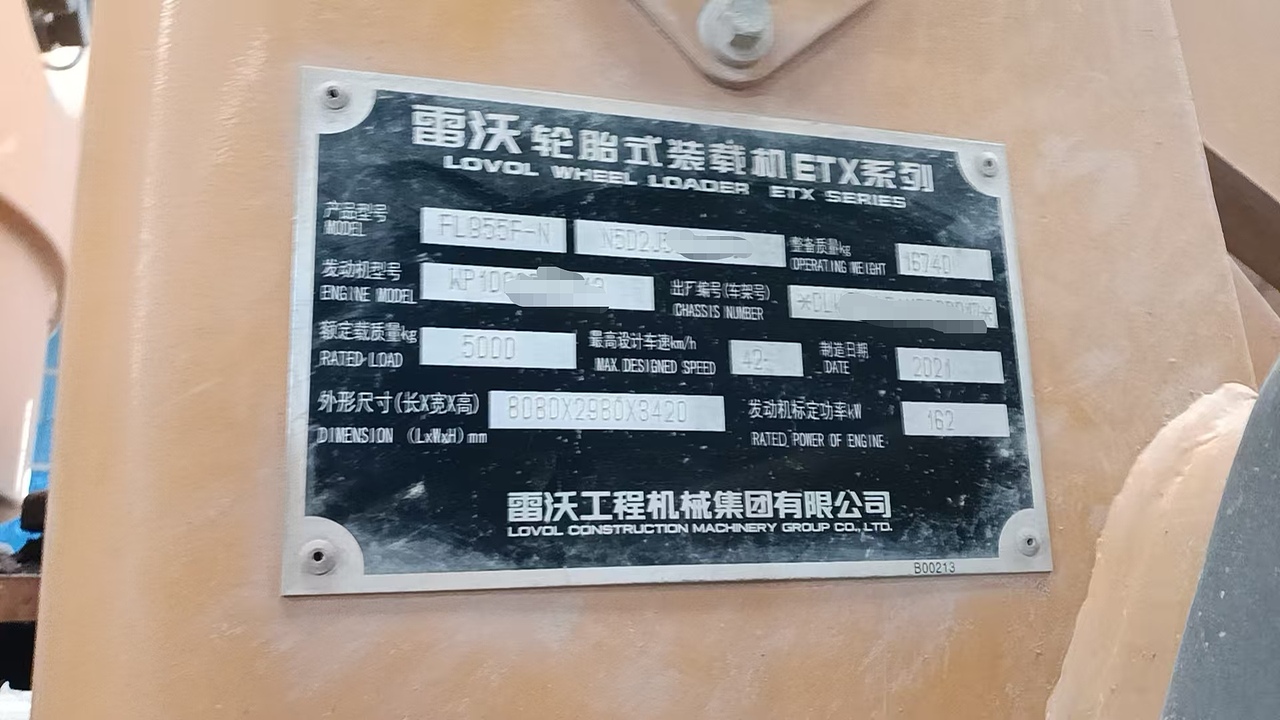 雷沃 轮胎式装载机ETX系列
LOVOL WHEEL LOADER ETX SERIES
产品型号 FL955F-N N5D2J 整备质量kg 16740
MODEL OPERATING WEIGHT
发动机型号 WP10 出厂编号(车架号) *DLK
ENGINE MODEL CHASSIS NUMBER
额定载质量kg 5000 最高设计车速km/h 42 制造日期 2021
RATED LOAD MAX.DESIGNED SPEED DATE
外形尺寸(长X宽X高) 8080X2980X3420 发动机标定功率kW 162
DIMENSION (LxWxH)mm RATED POWER OF ENGINE
雷沃工程机械集团有限公司
LOVOL CONSTRUCTION MACHINERY GROUP CO., LTD.
B00213